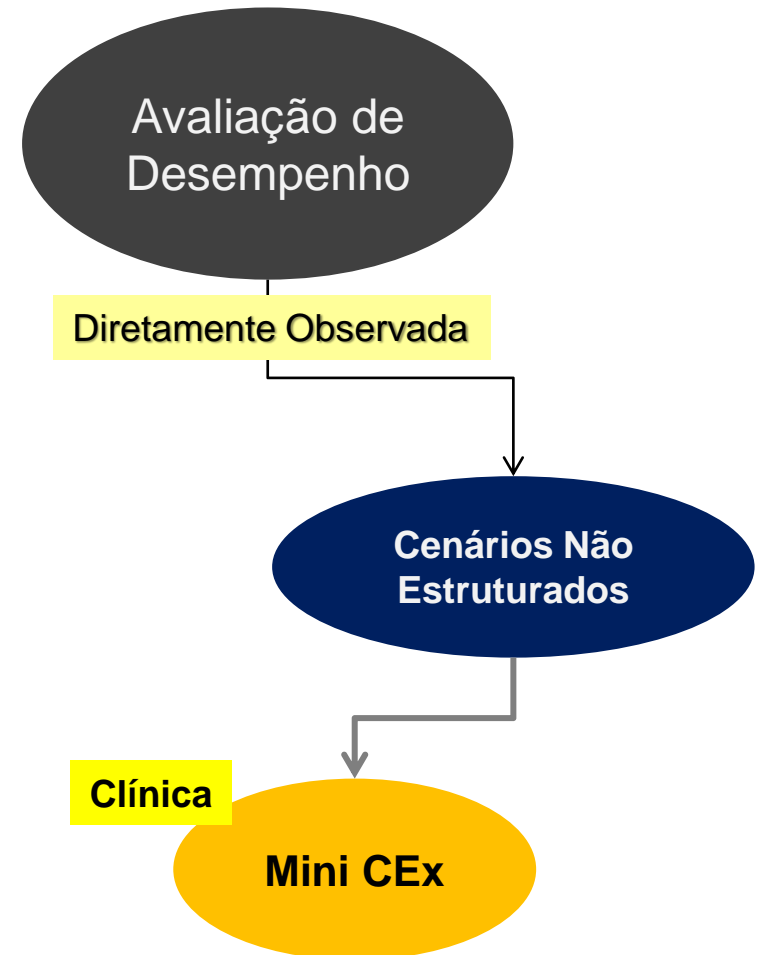 Avaliação de
Desempenho
Diretamente Observada
Cenários Não
Estruturados
Clínica
Mini CEx